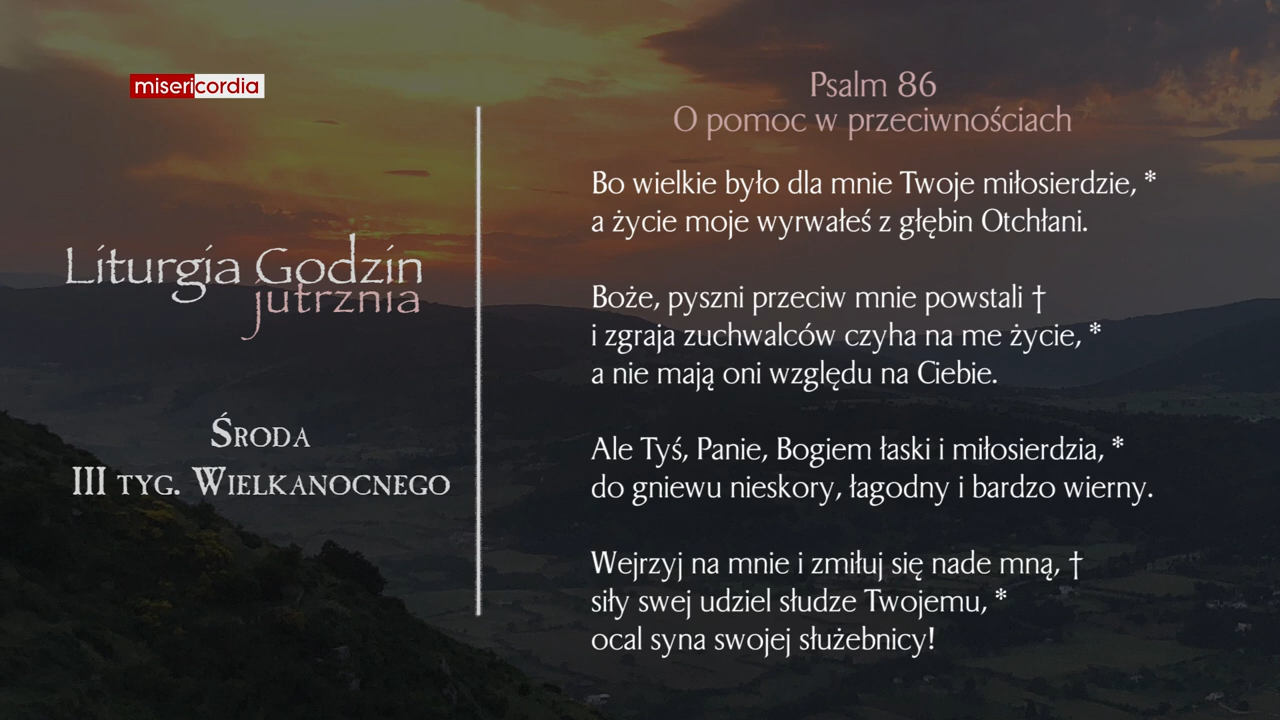 misericordia
Liturgia Godzin
jutrznia
Środa
III tyg. Wielkanocnego
Psalm 86
O pomoc w przeciwnościach
Bo wielkie było dla mnie Twoje miłosierdzie, *
a życie moje wyrwałeś z głębin Otchłani.
Boże, pyszni przeciw mnie powstali †
i zgraja zuchwalców czyha na me życie, *
a nie mają oni względu na Ciebie.
Ale Tyś, Panie, Bogiem łaski i miłosierdzia, *
do gniewu nieskory, łagodny i bardzo wierny.
Wejrzyj na mnie i zmiłuj się nade mną, †
siły swej udziel słudze Twojemu, *
ocal syna swojej służebnicy!